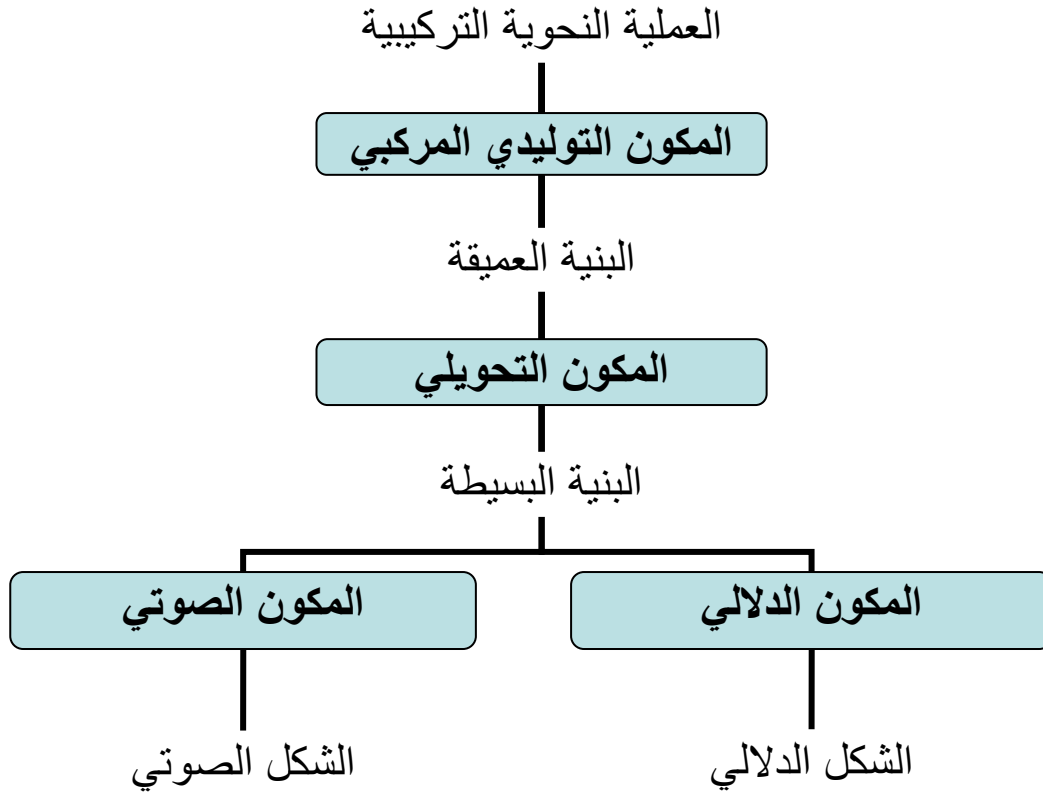 العملية النحوية التركيبية
المكون التوليدي المركبي
البنية العميقة
المكون التحويلي
البنية البسيطة
المكون الدلالي
المكون الصوتي
الشكل الدلالي
الشكل الصوتي